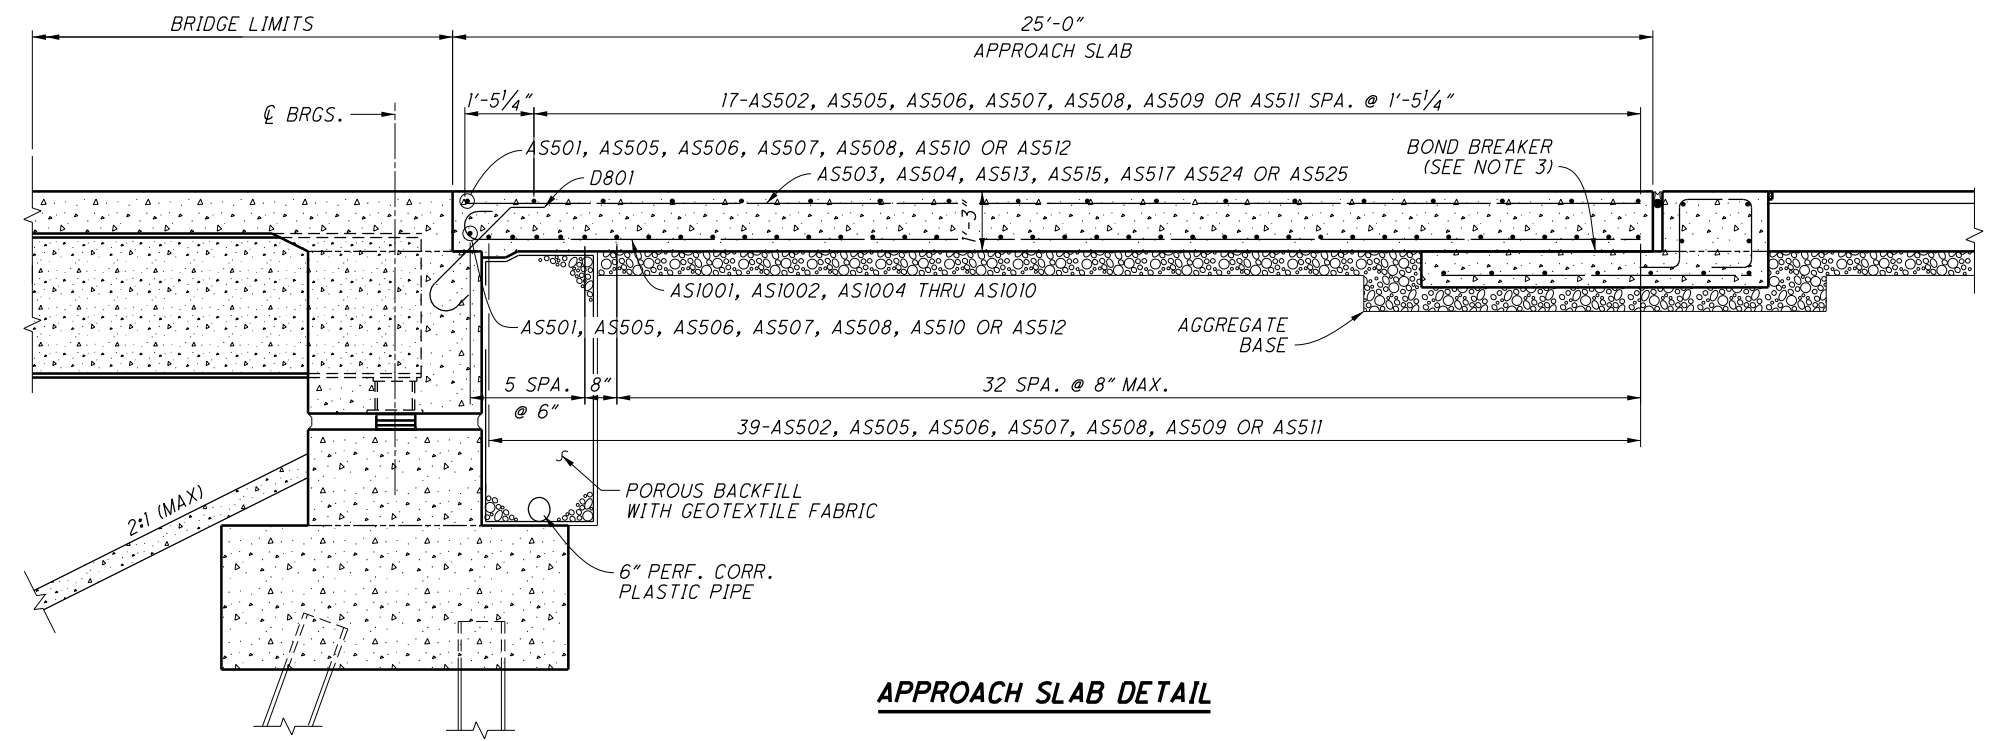 BRIDGE LIMITS
25'-0"
APPROACH SLAB
℄ BRGS.
1'-5¼"
17-AS502, AS505, AS506, AS507, AS508, AS509 OR AS511 SPA. @ 1'-5¼"
AS501, AS505, AS506, AS507, AS508, AS510 OR AS512
BOND BREAKER
(SEE NOTE 3)
D801
AS503, AS504, AS513, AS515, AS517 AS524 OR AS525
1'-3"
AS1001, AS1002, AS1004 THRU AS1010
AS501, AS505, AS506, AS507, AS508, AS510 OR AS512
AGGREGATE
BASE
5 SPA.
@ 6"
8"
32 SPA. @ 8" MAX.
39-AS502, AS505, AS506, AS507, AS508, AS509 OR AS511
2:1 (MAX)
POROUS BACKFILL
WITH GEOTEXTILE FABRIC
6" PERF. CORR.
PLASTIC PIPE
APPROACH SLAB DETAIL